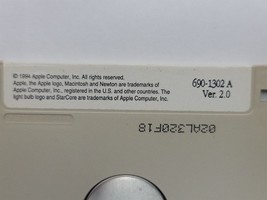 © 1994 Apple Computer, Inc. All rights reserved.
Apple, the Apple logo, Macintosh and Newton are trademarks of
Apple Computer, Inc., registered in the U.S. and other countries. The
light bulb logo and StarCore are trademarks of Apple Computer, Inc.
690-1302 A
Ver. 2.0
02AL320F18